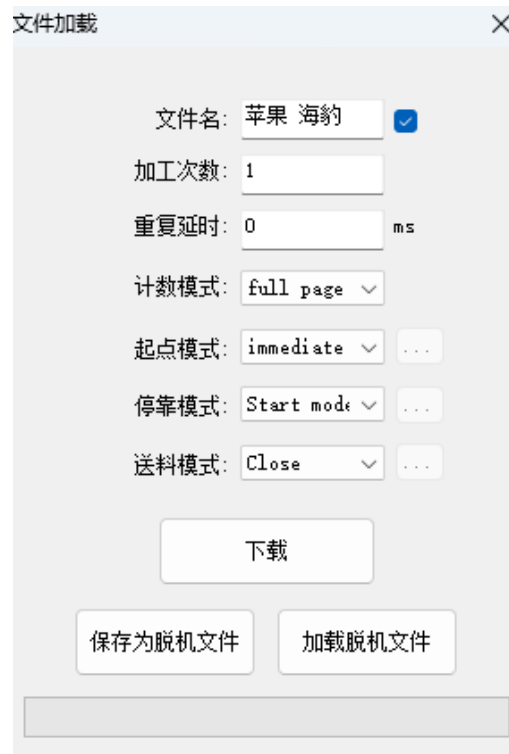 文件加载
文件名: 苹果 海豹
加工次数: 1
重复延时: 0 ms
计数模式: full page
起点模式: immediate ...
停靠模式: Start mode ...
送料模式: Close ...
下载
保存为脱机文件 加载脱机文件